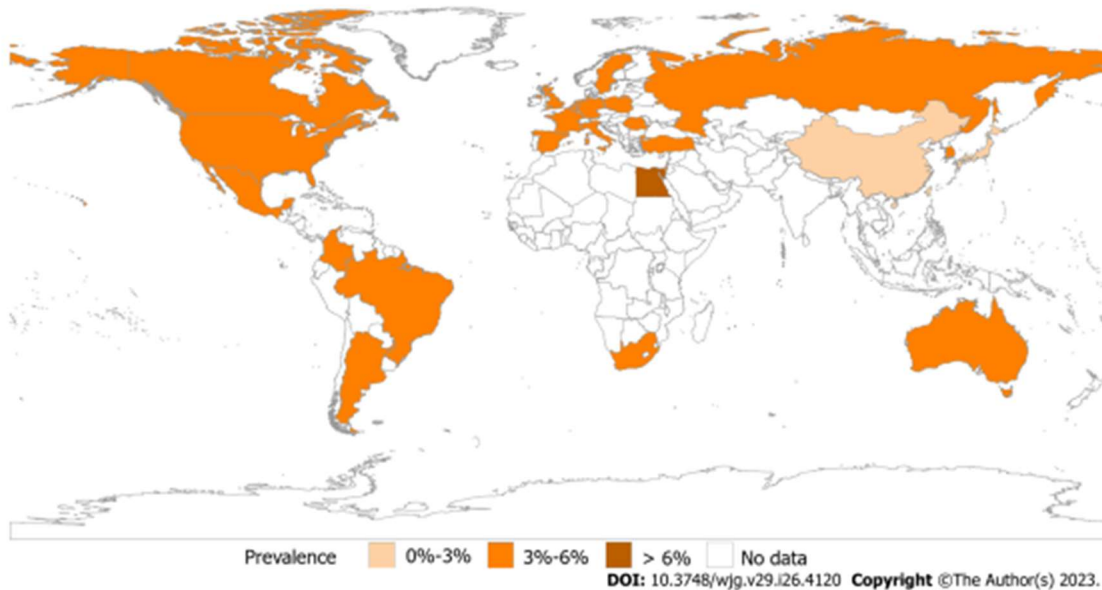 Prevalence 0%-3% 3%-6% > 6% No data
DOI: 10.3748/wjg.v29.i26.4120 Copyright ©The Author(s) 2023.